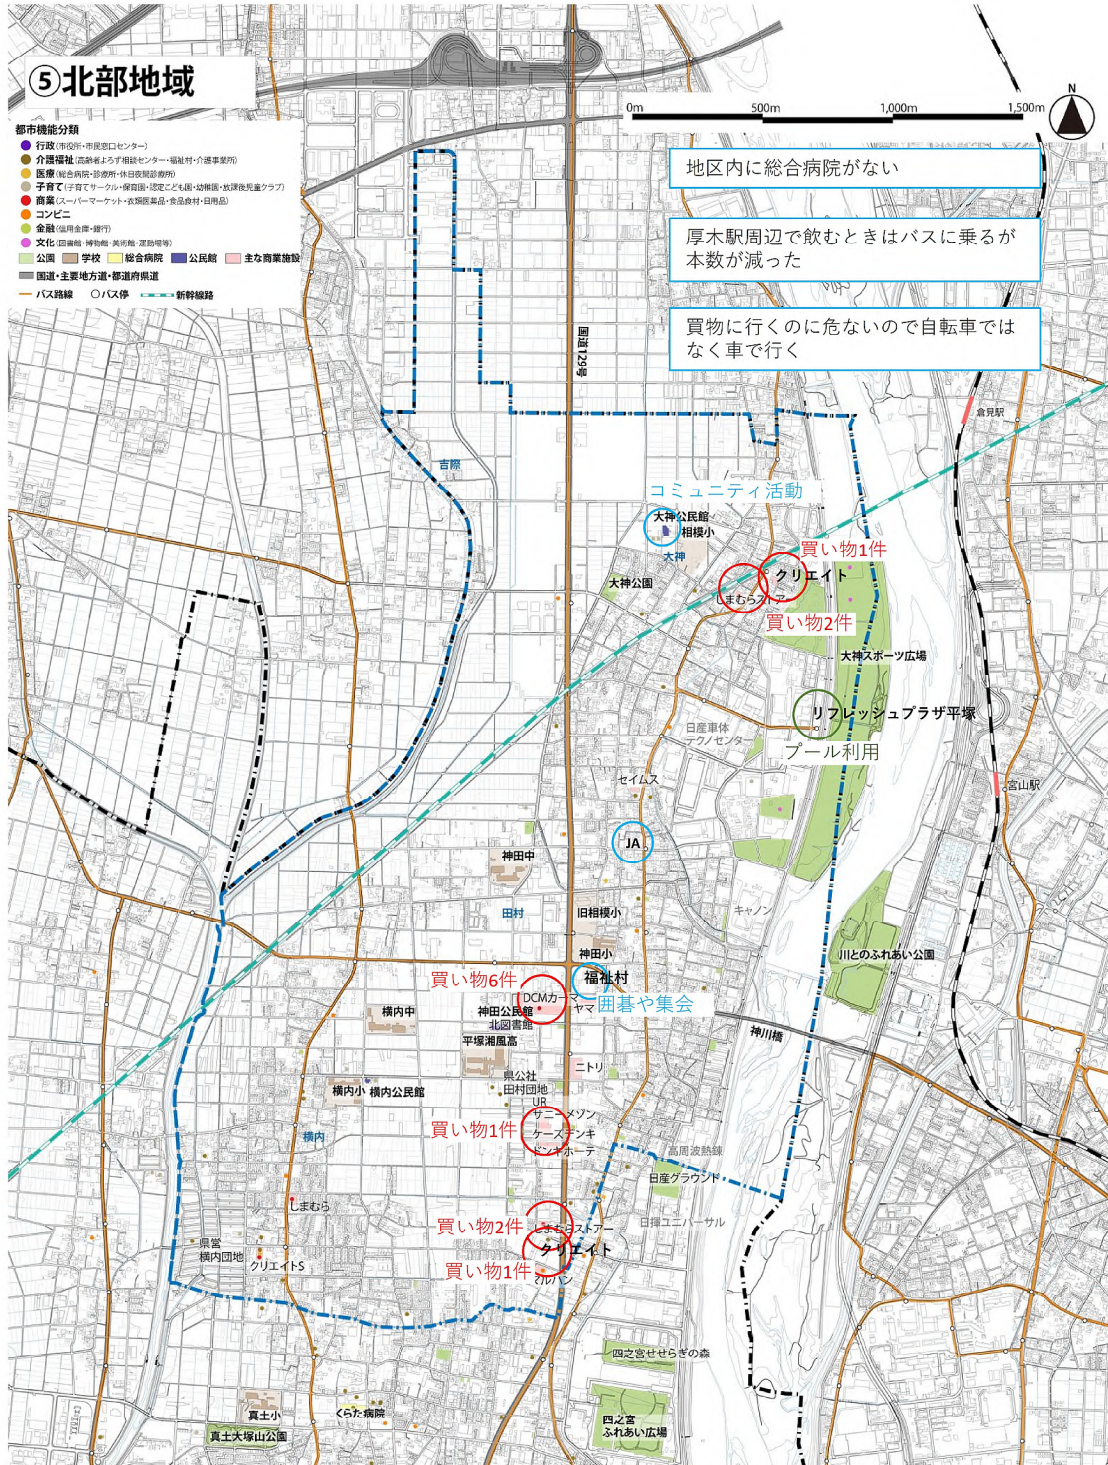 ⑤北部地域
都市機能分類
行政(市役所・市民窓口センター)
介護福祉(高齢者よろず相談センター・福祉村・介護事業所)
医療(総合病院・診療所・休日夜間診療所)
子育て(子育てサークル・保育園・認定こども園・幼稚園・放課後児童クラブ)
商業(スーパーマーケット・衣類医薬品・食品食材・日用品)
コンビニ
金融(信用金庫・銀行)
文化(図書館・博物館・美術館・運動場等)
公園 学校 総合病院 公民館 主な商業施設
国道・主要地方道・都道府県道
バス路線 バス停 新幹線路
0m 500m 1,000m 1,500m
N
地区内に総合病院がない
厚木駅周辺で飲むときはバスに乗るが
本数が減った
買物に行くのに危ないので自転車では
なく車で行く
国道129号
倉見駅
吉際
コミュニティ活動
大神公民館
相模小
大神
買い物1件
クリエイト
大神公園
しまむらストアー
買い物2件
大神スポーツ広場
リフレッシュプラザ平塚
日産車体
テクノセンター
プール利用
セイムス
宮山駅
JA
神田中
キャノン
田村
旧相模小
神田小
川とのふれあい公園
買い物6件
福祉村
DCMカーマ
ヤマ
囲碁や集会
横内中
神田公民館
北図書館
神川橋
平塚湘風高
ニトリ
県公社
田村団地
UR
横内小
横内公民館
サニーメゾン
買い物1件
ケーズデンキ
ドンキホーテ
横内
高周波熱錬
日産グラウンド
しまむら
買い物2件
しまむらストアー
日揮ユニバーサル
県営
横内団地
クリエイト
クリエイトS
買い物1件
マルハン
四之宮せせらぎの森
真土小
くらた病院
四之宮
ふれあい広場
真土大塚山公園